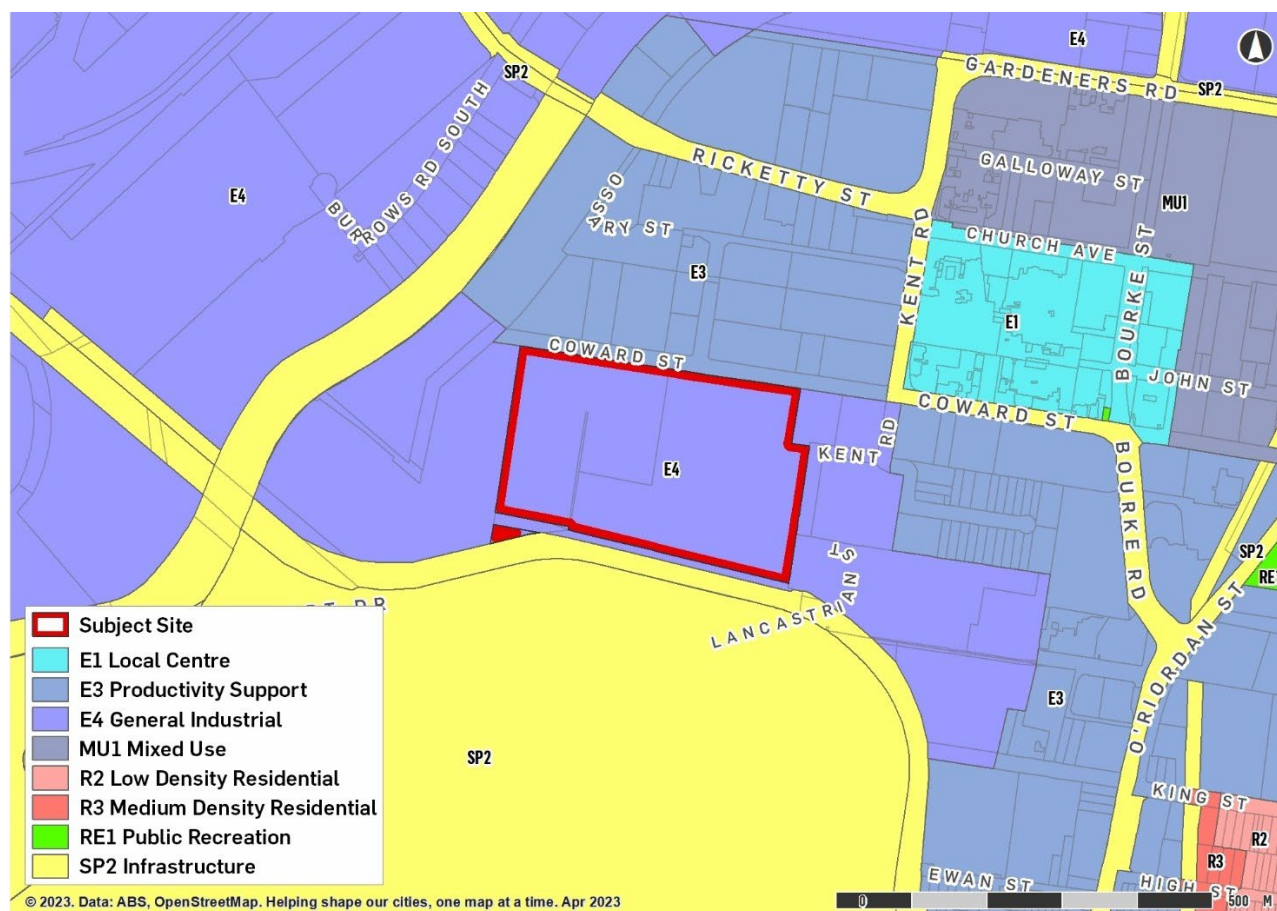 E4
GARDENERS RD
SP2
SP2
BURROWS RD SOUTH
RICKETTY ST
GALLOWAY ST
MU1
E4
ASSO
ARY ST
KENT RD
CHURCH AVE
BOURKE ST
E3
E1
COWARD ST
JOHN ST
COWARD ST
KENT RD
E4
BOURKE RD
SP2
RE1
LANCASTRIAN ST
O'RIORDAN ST
DR
E3
SP2
KING ST
R2
R3
EWAN ST
HIGH ST
Subject Site
E1 Local Centre
E3 Productivity Support
E4 General Industrial
MU1 Mixed Use
R2 Low Density Residential
R3 Medium Density Residential
RE1 Public Recreation
SP2 Infrastructure
© 2023. Data: ABS, OpenStreetMap. Helping shape our cities, one map at a time. Apr 2023
0 500 M